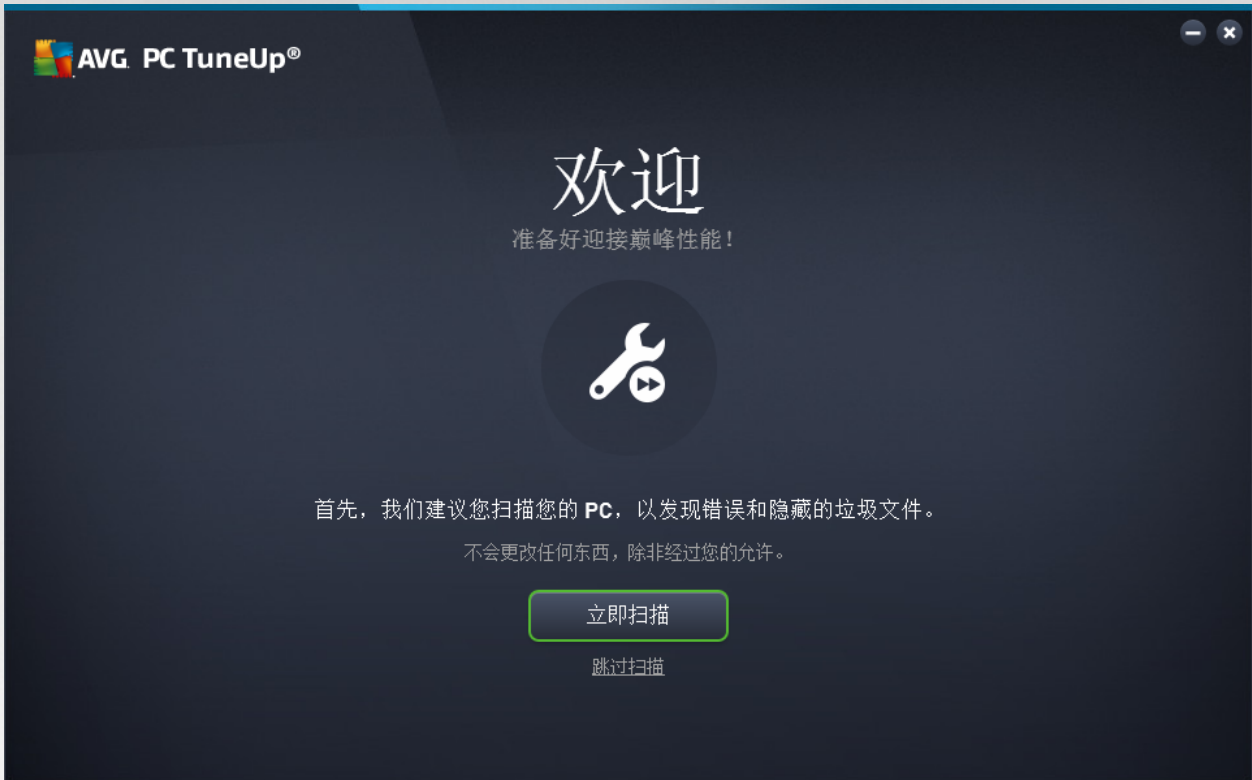 AVG. PC TuneUp®
欢迎
准备好迎接巅峰性能！
首先，我们建议您扫描您的 PC，以发现错误和隐藏的垃圾文件。
不会更改任何东西，除非经过您的允许。
立即扫描
跳过扫描